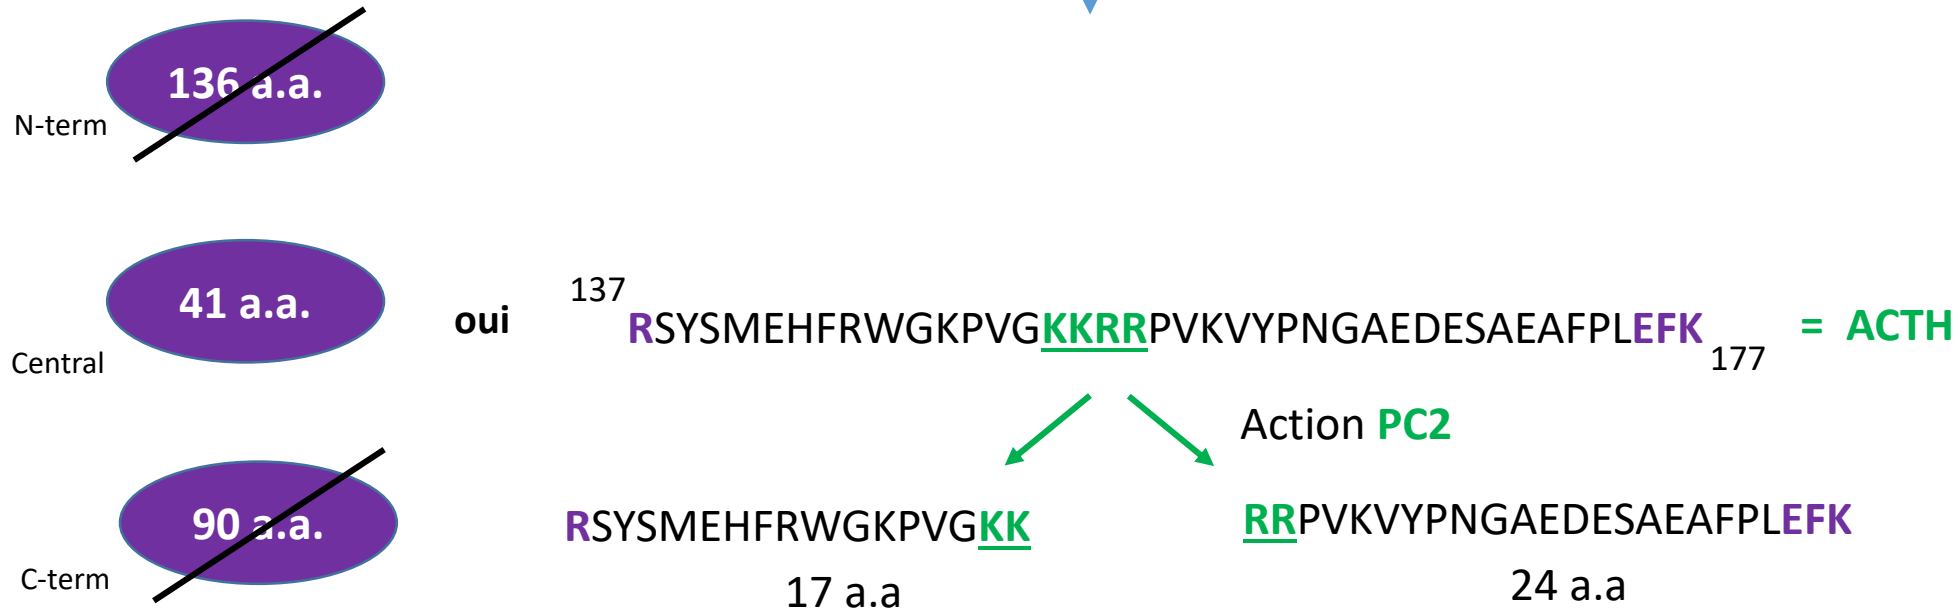 136 a.a.
N-term
41 a.a.
Central
oui
137
RSYSMEHFRWGKPVGKKRRPVKVYPNGAEDESAEAFPLEFK
177
= ACTH
Action PC2
90 a.a.
C-term
RSYSMEHFRWGKPVGKK
17 a.a
RRPVKVYPNGAEDESAEAFPLEFK
24 a.a